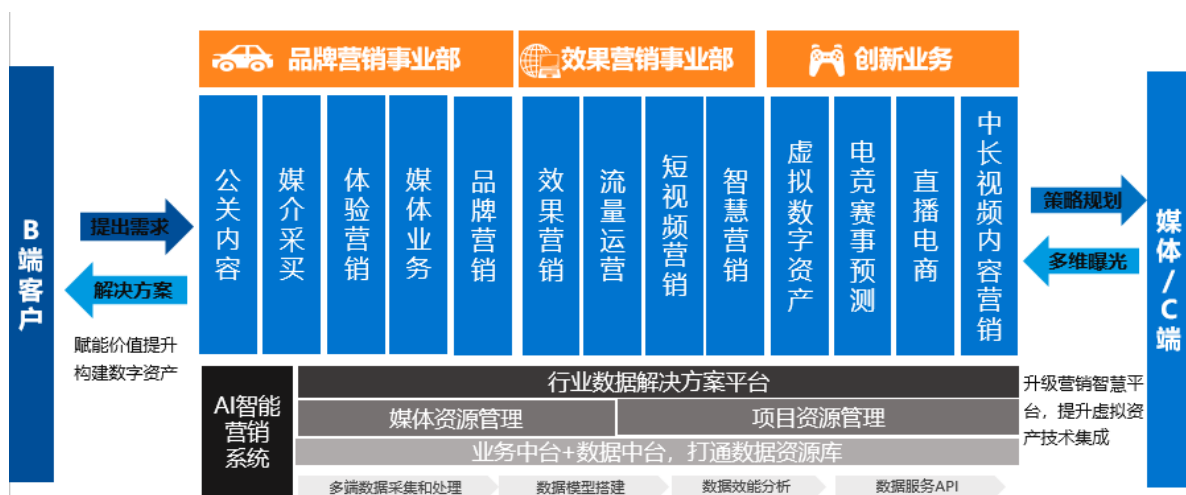 品牌营销事业部
效果营销事业部
创新业务
B端客户
提出需求
解决方案
赋能价值提升
构建数字资产
公关内容
媒介采买
体验营销
媒体业务
品牌营销
效果营销
流量运营
短视频营销
智慧营销
虚拟数字资产
电竞赛事预测
直播电商
中长视频内容营销
策略规划
多维曝光
媒体/C端
升级营销智慧平
台，提升虚拟资
产技术集成
AI智能
营销
系统
行业数据解决方案平台
媒体资源管理
项目资源管理
业务中台+数据中台，打通数据资源库
多端数据采集和处理
数据模型搭建
数据效能分析
数据服务API